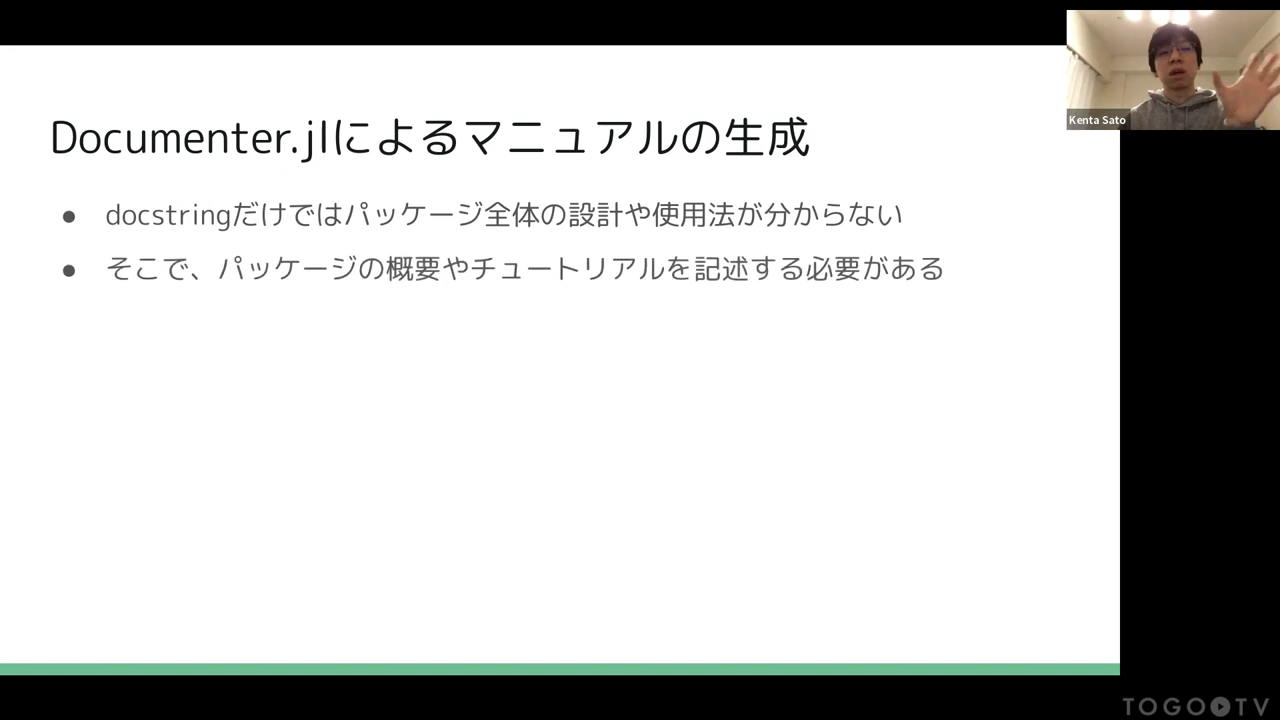 Documenter.jlによるマニュアルの生成
● docstringだけではパッケージ全体の設計や使用法が分からない
● そこで、パッケージの概要やチュートリアルを記述する必要がある
Kenta Sato
TOGO TV